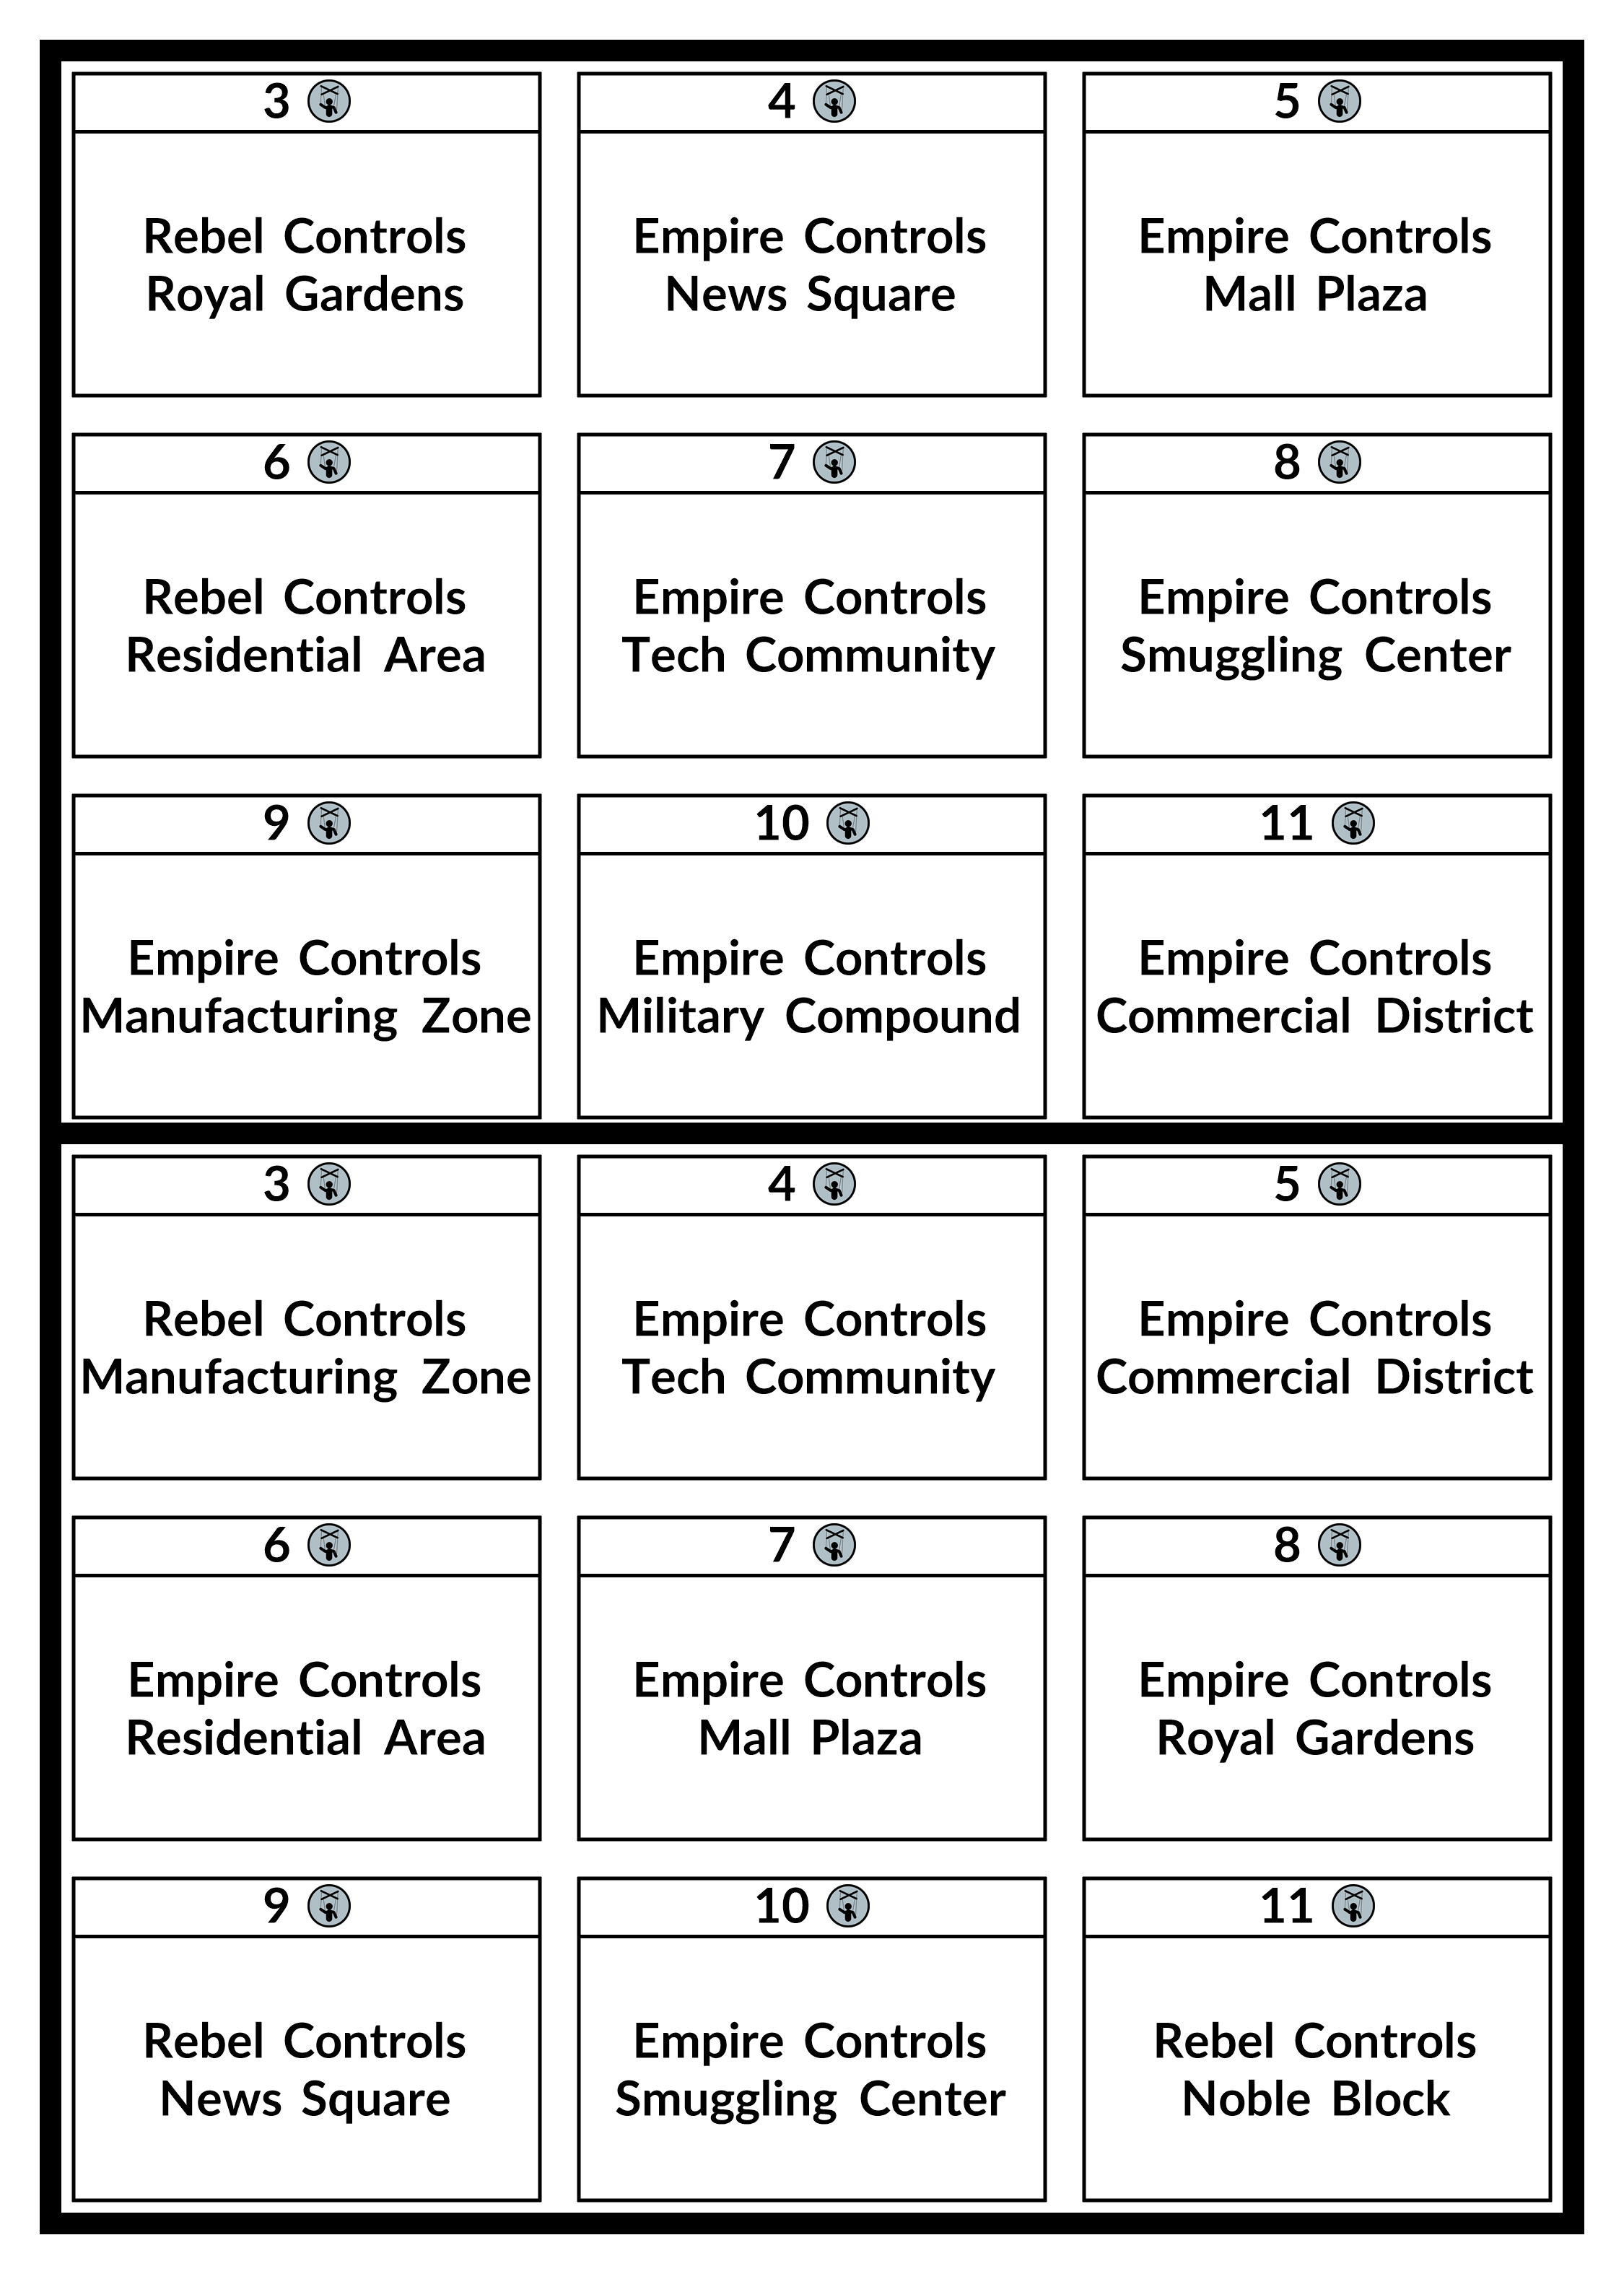 3
Rebel Controls
Royal Gardens
4
Empire Controls
News Square
5
Empire Controls
Mall Plaza
6
Rebel Controls
Residential Area
7
Empire Controls
Tech Community
8
Empire Controls
Smuggling Center
9
Empire Controls
Manufacturing Zone
10
Empire Controls
Military Compound
11
Empire Controls
Commercial District
3
Rebel Controls
Manufacturing Zone
4
Empire Controls
Tech Community
5
Empire Controls
Commercial District
6
Empire Controls
Residential Area
7
Empire Controls
Mall Plaza
8
Empire Controls
Royal Gardens
9
Rebel Controls
News Square
10
Empire Controls
Smuggling Center
11
Rebel Controls
Noble Block